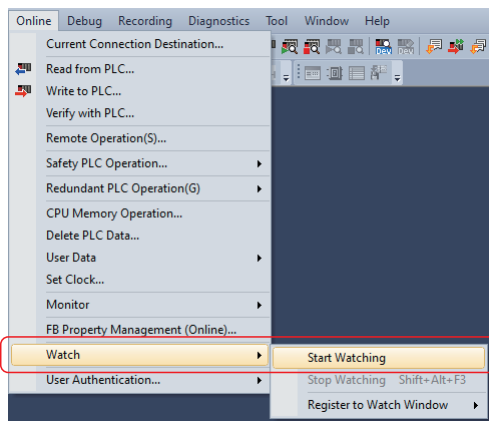 Online Debug Recording Diagnostics Tool Window Help
Current Connection Destination...
Read from PLC...
Write to PLC...
Verify with PLC...
Remote Operation(S)...
Safety PLC Operation...
Redundant PLC Operation(G)
CPU Memory Operation...
Delete PLC Data...
User Data
Set Clock...
Monitor
FB Property Management (Online)...
Watch
Start Watching
User Authentication...
Stop Watching Shift+Alt+F3
Register to Watch Window